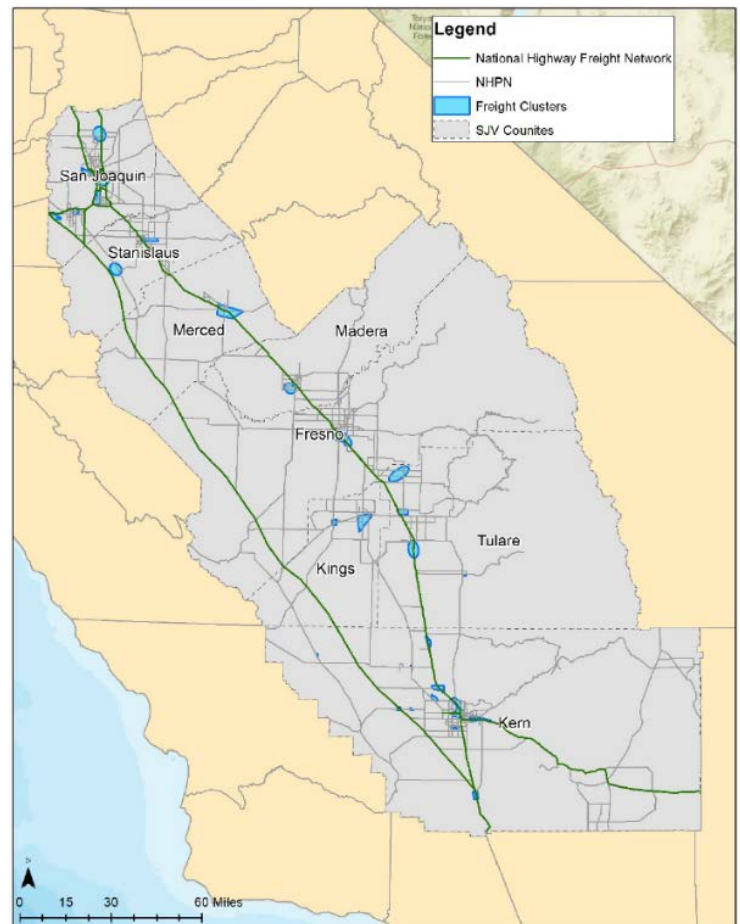 Legend
National Highway Freight Network
NHPN
Freight Clusters
SJV Counites
San Joaquin
Stanislaus
Merced
Madera
Fresno
Tulare
Kings
Kern
0 15 30 60 Miles